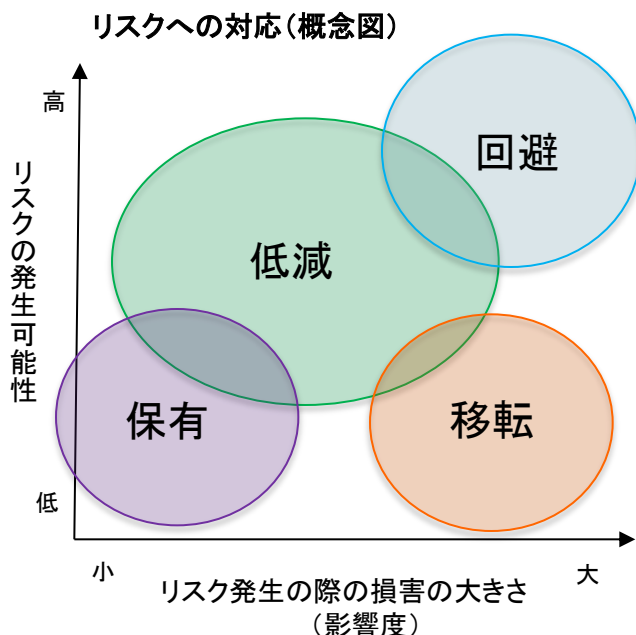 リスクへの対応（概念図）
高
リスクの発生可能性
低
回避
低減
保有
移転
小
大
リスク発生の際の損害の大きさ
（影響度）